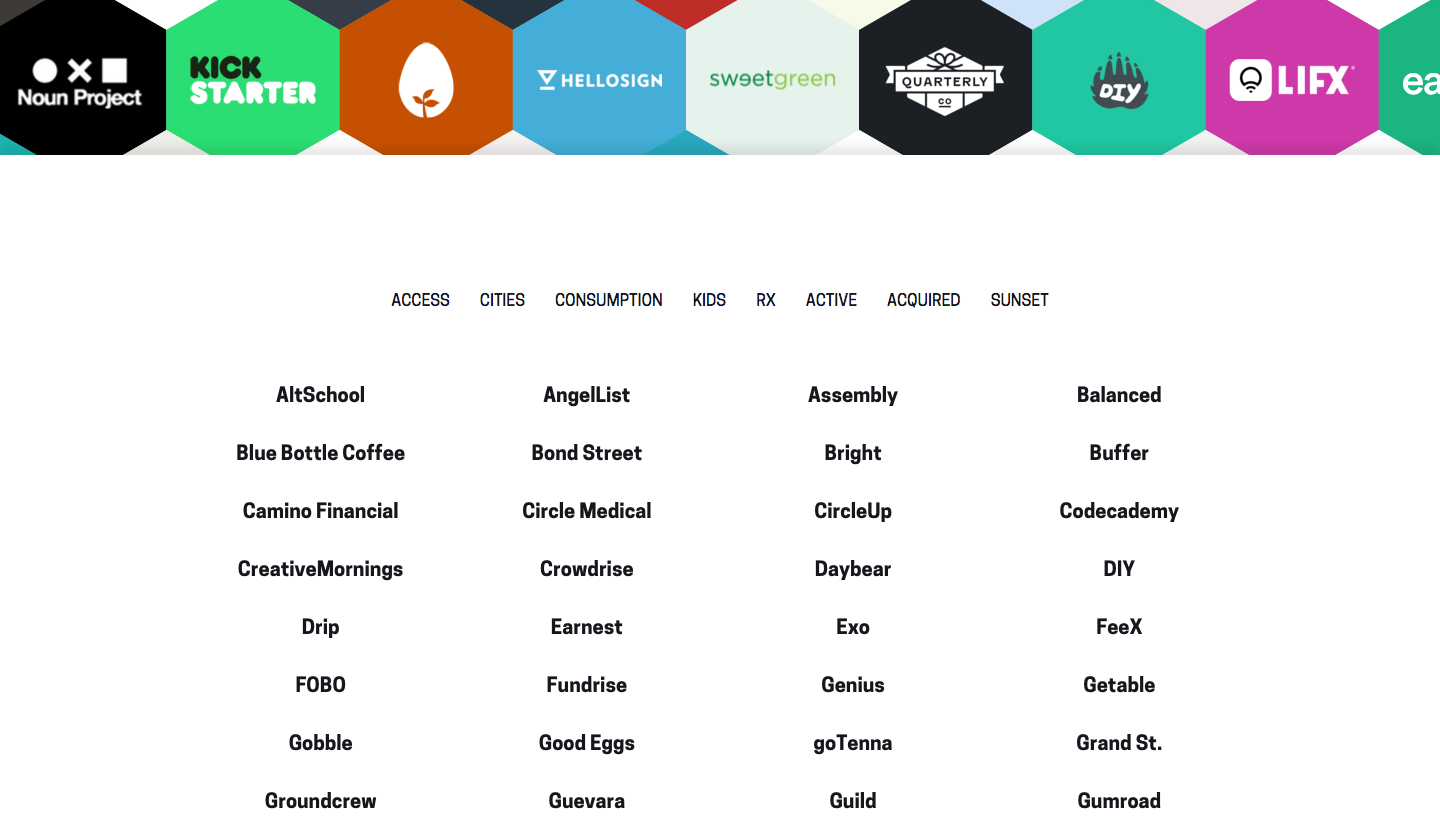 Noun Project
KICK
STARTER
HELLOSIGN
sweetgreen
QUARTERLY
CO
DIY
LIFX
ea
ACCESS CITIES CONSUMPTION KIDS RX ACTIVE ACQUIRED SUNSET
AltSchool AngelList Assembly Balanced
Blue Bottle Coffee Bond Street Bright Buffer
Camino Financial Circle Medical CircleUp Codecademy
CreativeMornings Crowdrise Daybear DIY
Drip Earnest Exo FeeX
FOBO Fundrise Genius Getable
Gobble Good Eggs goTenna Grand St.
Groundcrew Guevara Guild Gumroad